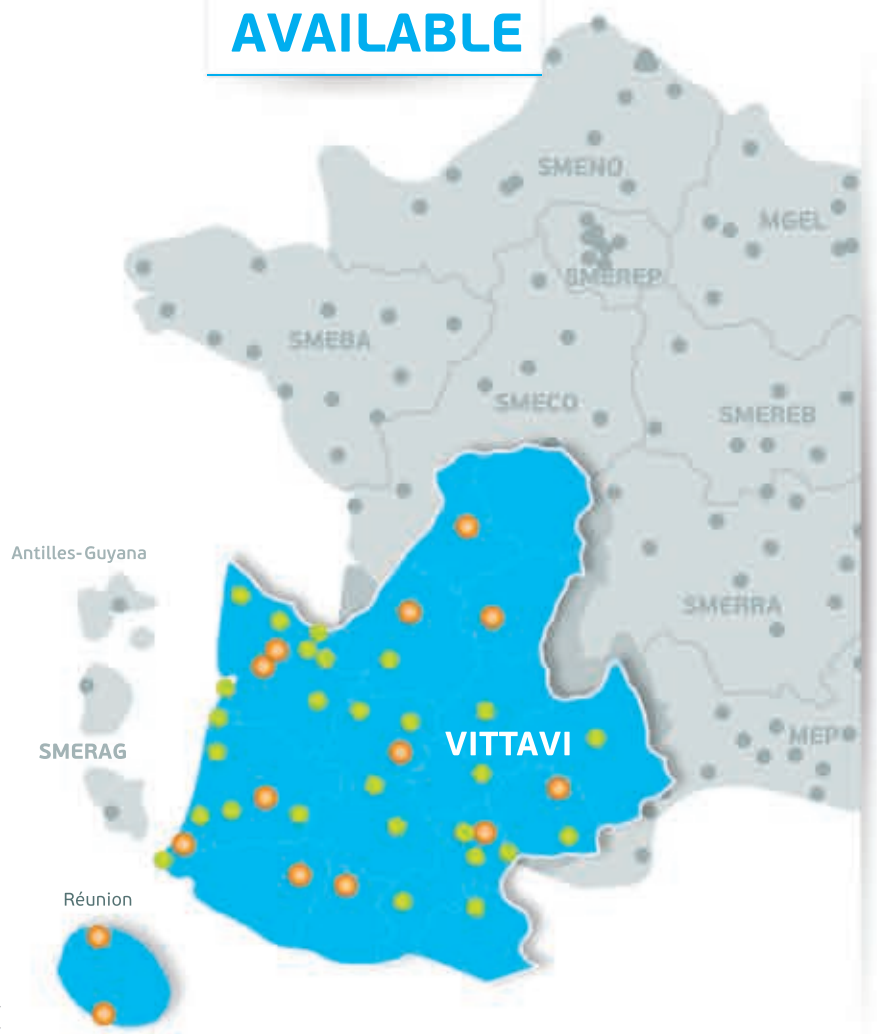 AVAILABLE
SMENO
MGEL
SMEREP
SMEBA
SMECO
SMEREB
Antilles-Guyana
SMERRA
VITTAVI
MEP
SMERAG
Réunion